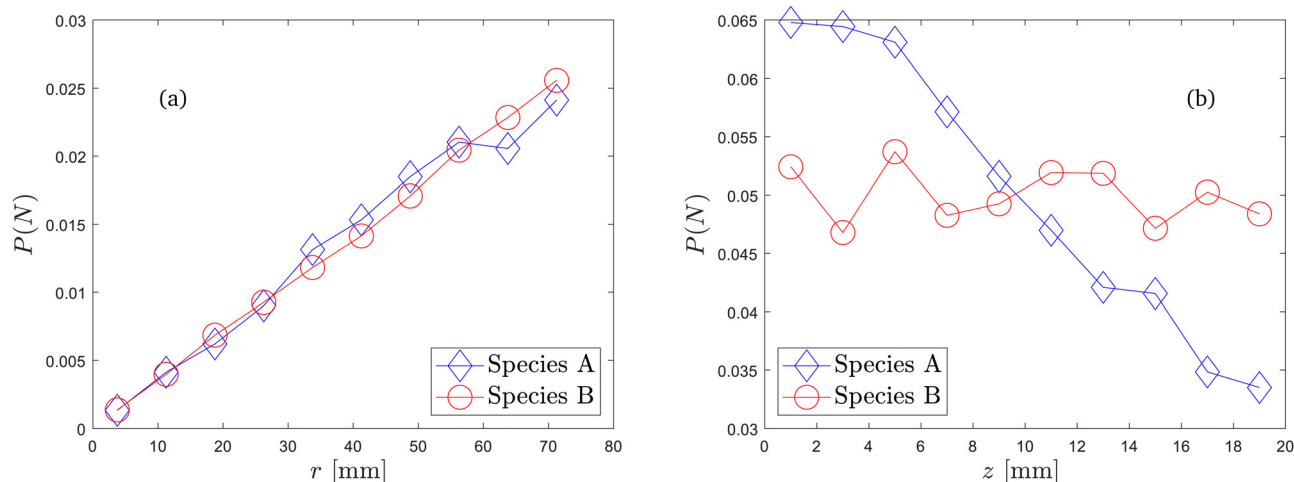 0.03
0.025
0.02
0.015
0.01
0.005
0
P(N)
(a)
Species A
Species B
0 10 20 30 40 50 60 70 80
r [mm]
0.065
0.06
0.055
0.05
0.045
0.04
0.035
0.03
P(N)
(b)
Species A
Species B
0 2 4 6 8 10 12 14 16 18 20
z [mm]